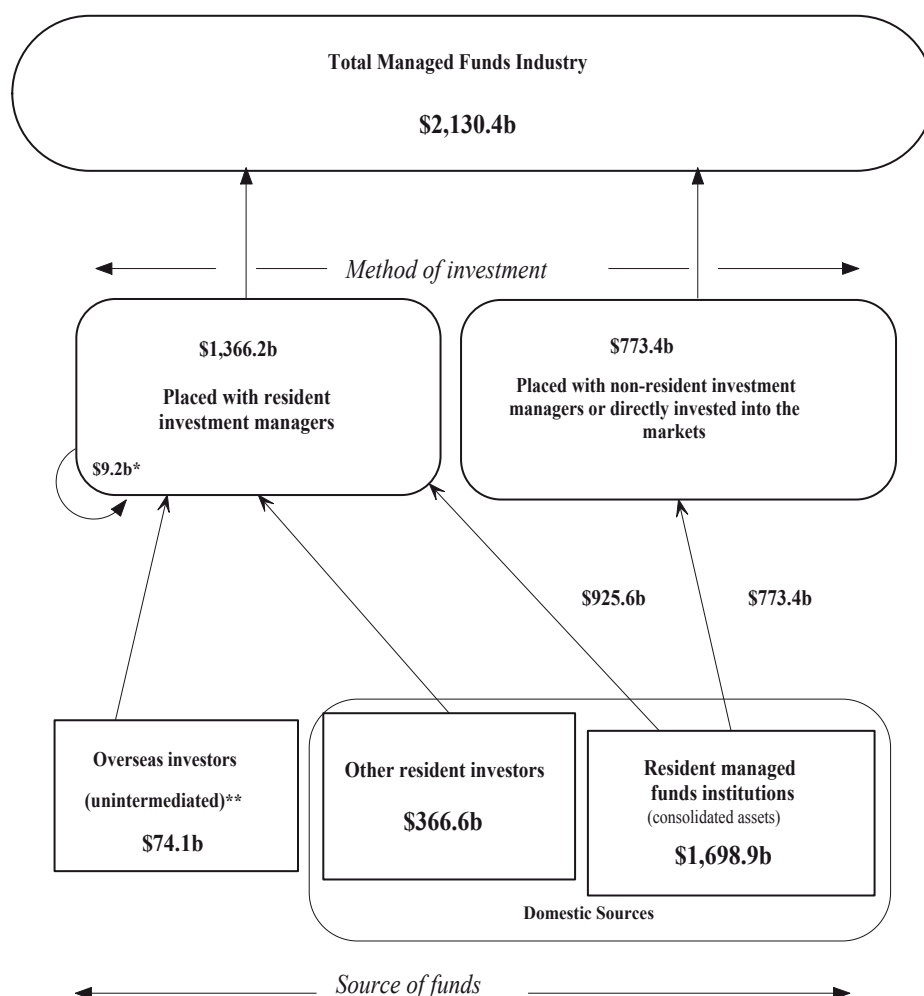 Total Managed Funds Industry
$2,130.4b
Method of investment
$1,366.2b
Placed with resident
investment managers
$9.2b*
$773.4b
Placed with non-resident investment
managers or directly invested into the
markets
$925.6b
$773.4b
Overseas investors
(unintermediated)**
$74.1b
Other resident investors
$366.6b
Resident managed
funds institutions
(consolidated assets)
$1,698.9b
Domestic Sources
Source of funds